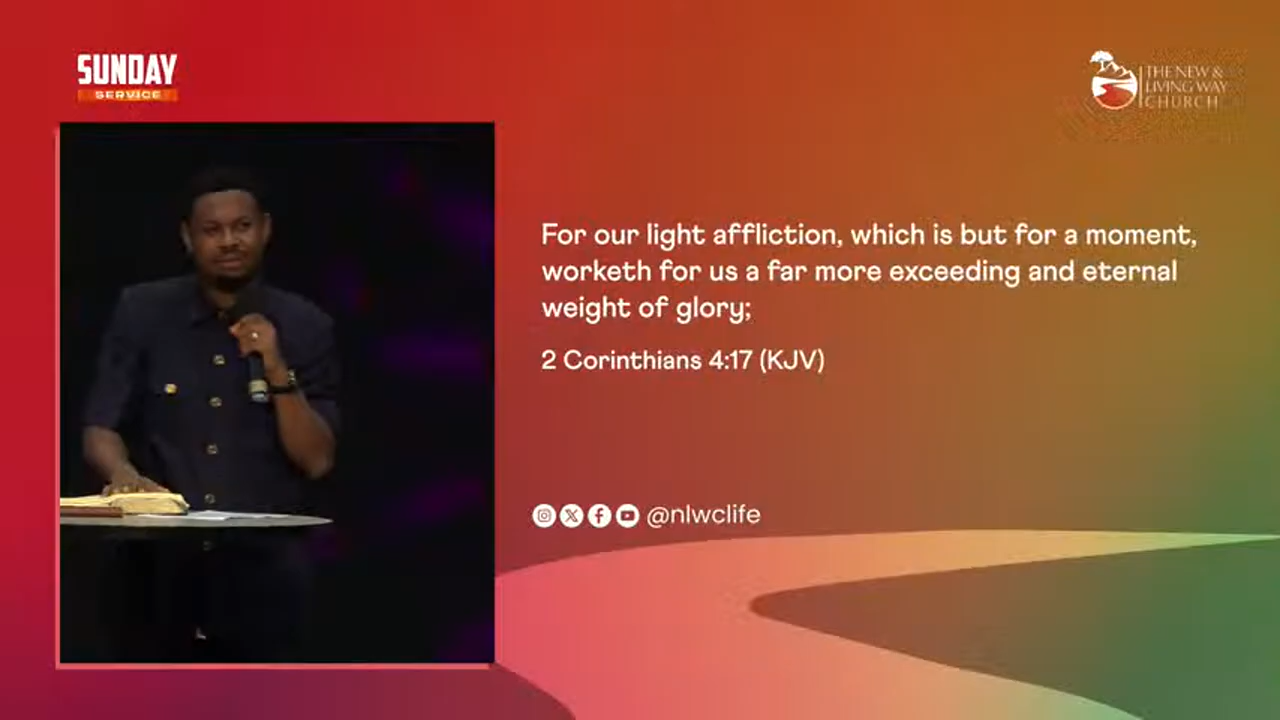 SUNDAY
SERVICE
THE NEW &
LIVING WAY
CHURCH
For our light affliction, which is but for a moment,
worketh for us a far more exceeding and eternal
weight of glory;
2 Corinthians 4:17 (KJV)
@nlwclife